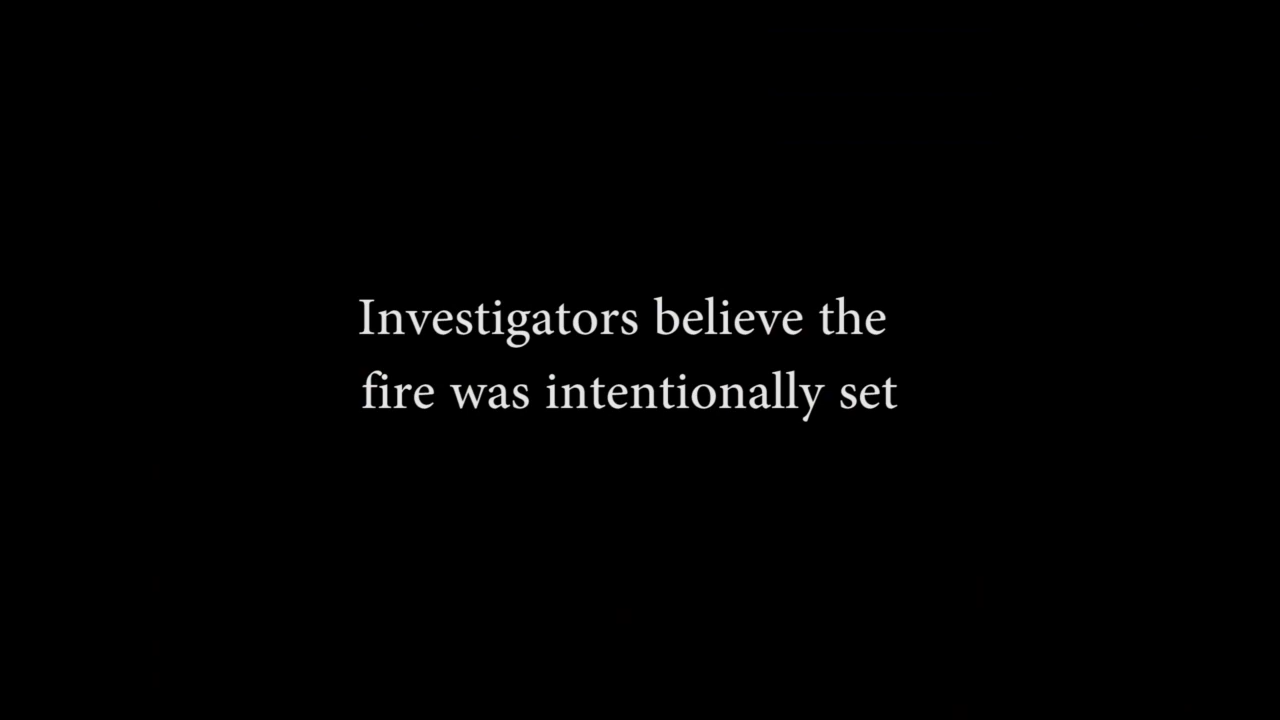 Investigators believe the
fire was intentionally set